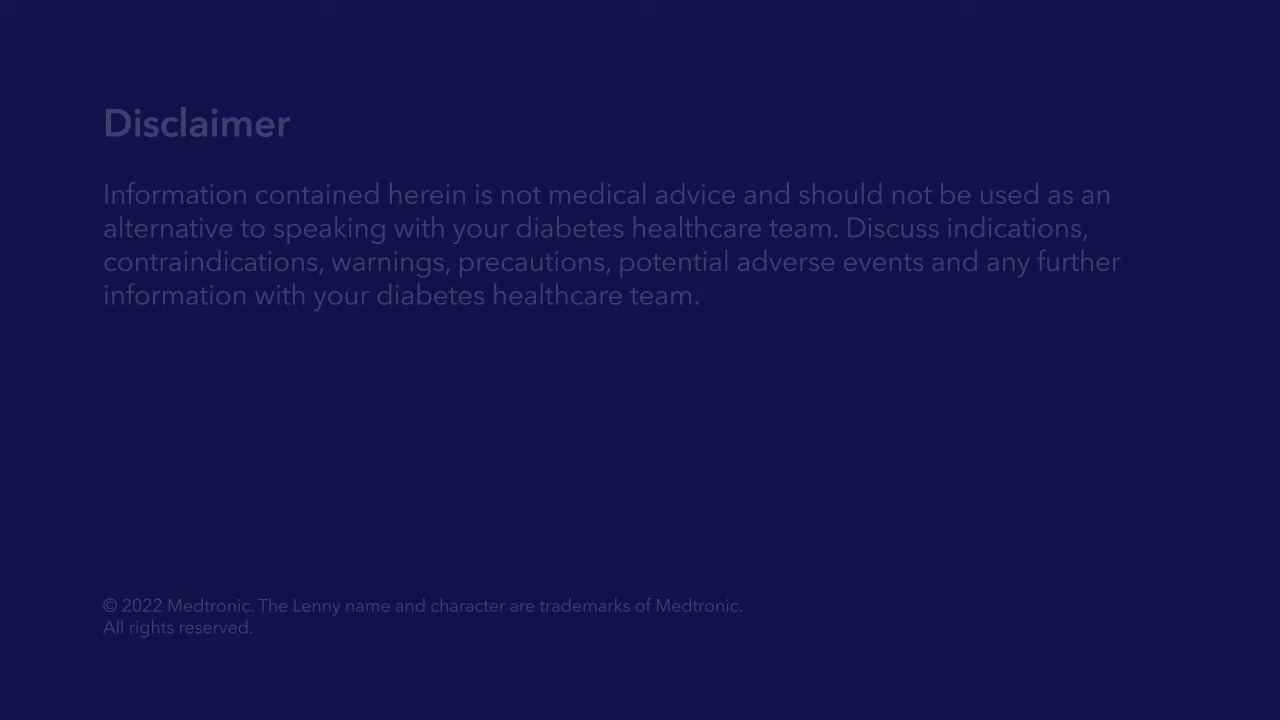 Disclaimer
Information contained herein is not medical advice and should not be used as an
alternative to speaking with your diabetes healthcare team. Discuss indications,
contraindications, warnings, precautions, potential adverse events and any further
information with your diabetes healthcare team.
© 2022 Medtronic. The Lenny name and character are trademarks of Medtronic.
All rights reserved.